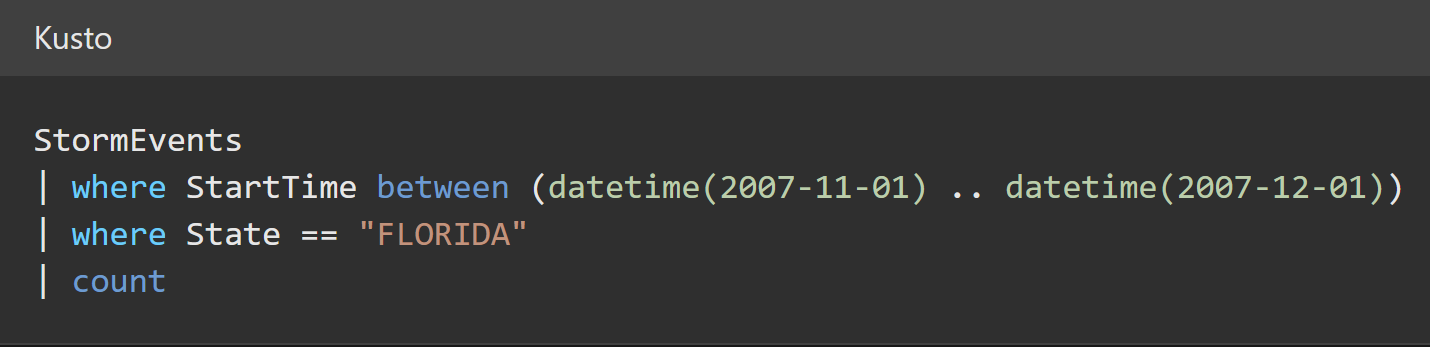 Kusto
StormEvents
| where StartTime between (datetime(2007-11-01) .. datetime(2007-12-01))
| where State == "FLORIDA"
| count